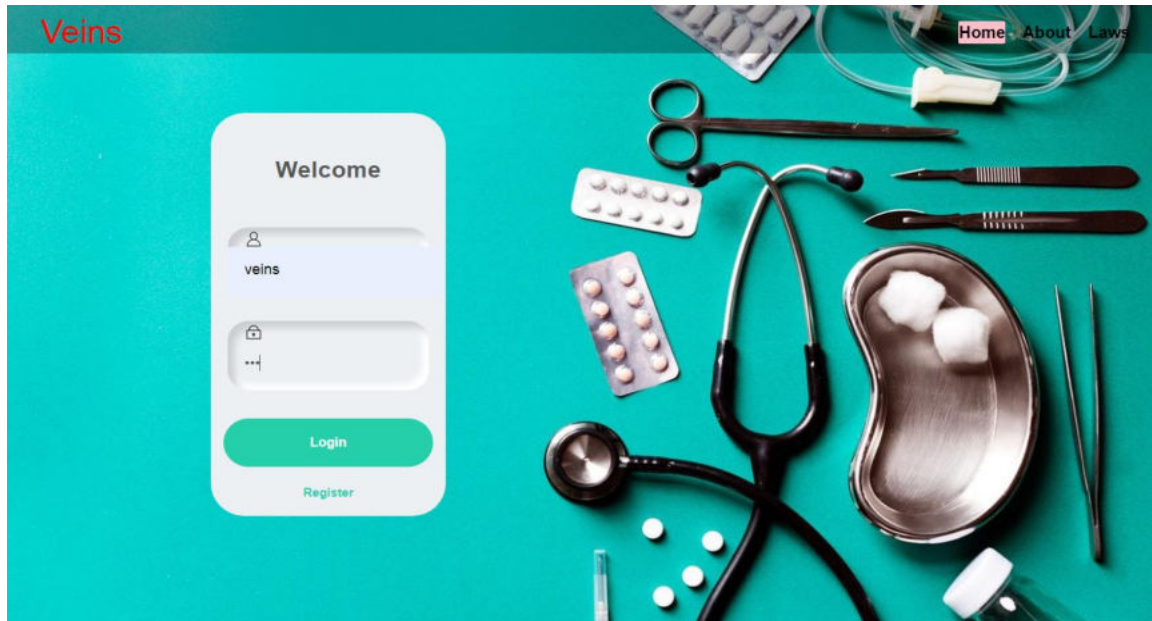 Veins
Home About Laws
Welcome
veins
•••
Login
Register